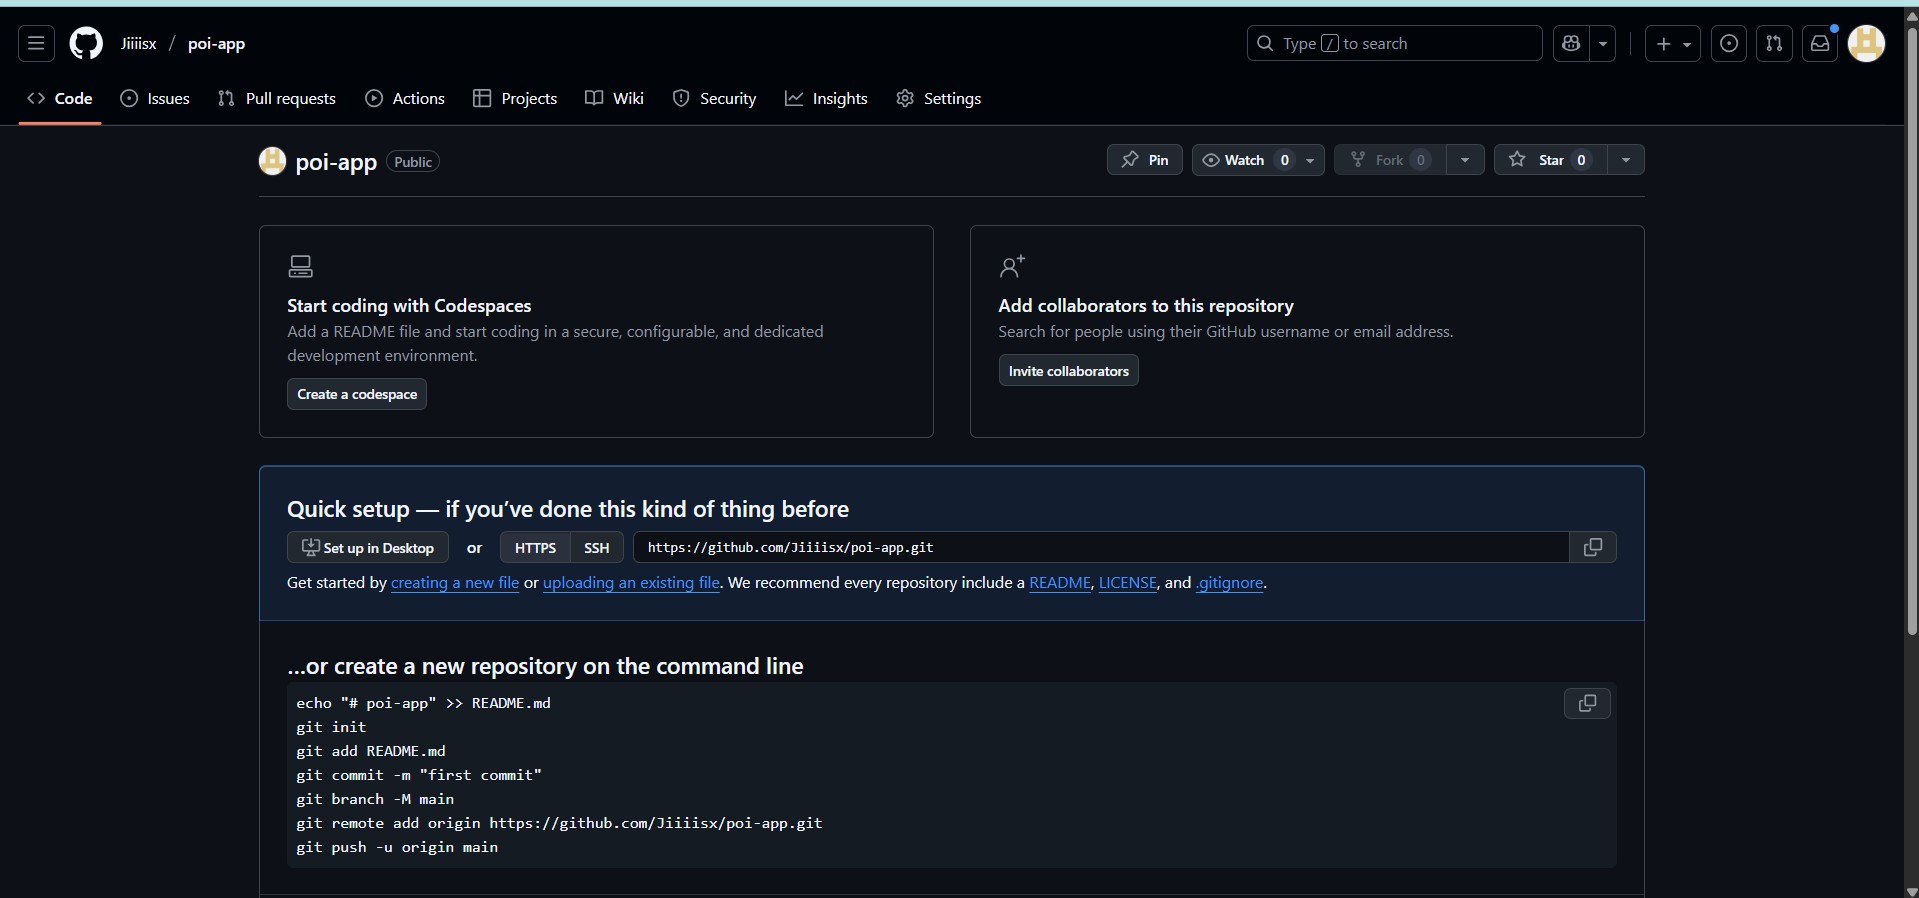 Jiiiisx / poi-app
Type / to search
Code Issues Pull requests Actions Projects Wiki Security Insights Settings
poi-app Public
Pin Watch 0 Fork 0 Star 0
Start coding with Codespaces
Add a README file and start coding in a secure, configurable, and dedicated
development environment.
Create a codespace
Add collaborators to this repository
Search for people using their GitHub username or email address.
Invite collaborators
Quick setup — if you’ve done this kind of thing before
Set up in Desktop or HTTPS SSH https://github.com/Jiiiisx/poi-app.git
Get started by creating a new file or uploading an existing file. We recommend every repository include a README, LICENSE, and .gitignore.
…or create a new repository on the command line
echo "# poi-app" >> README.md
git init
git add README.md
git commit -m "first commit"
git branch -M main
git remote add origin https://github.com/Jiiiisx/poi-app.git
git push -u origin main